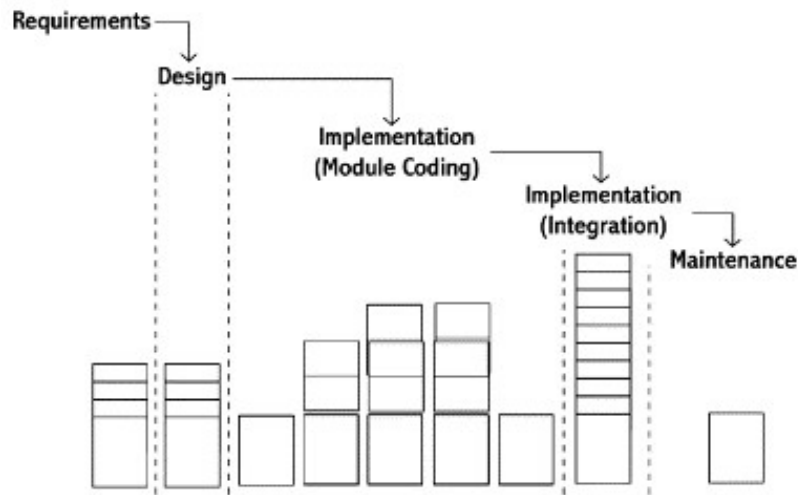 Requirements
Design
Implementation
(Module Coding)
Implementation
(Integration)
Maintenance